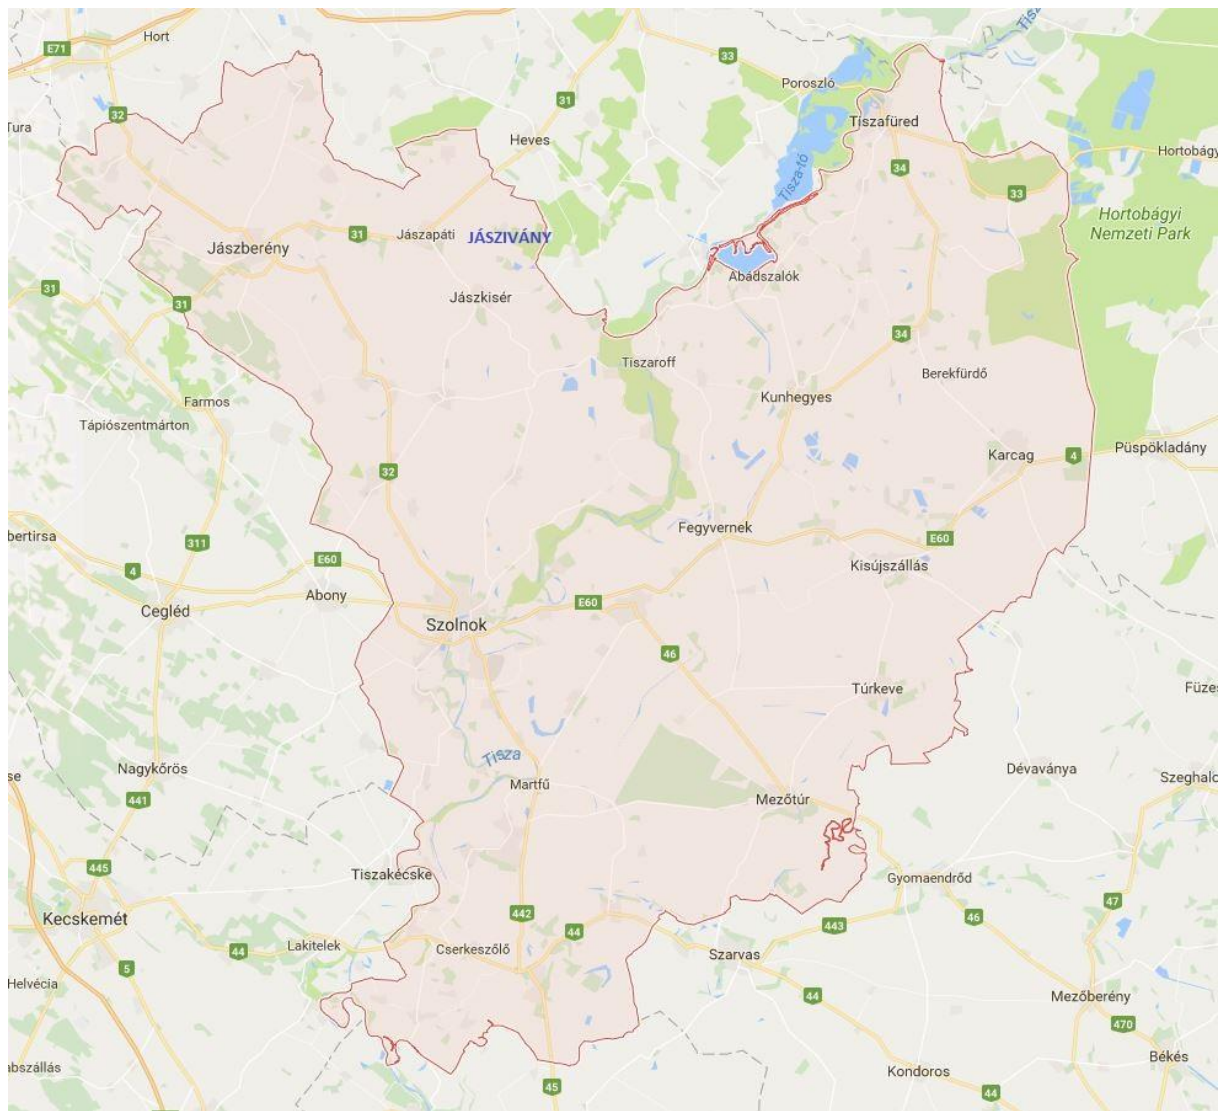 Hort
E71
33
Tisz
Poroszló
31
32
Tura
Heves
Tiszafüred
Hortobágy
34
33
Tisza-tó
Hortobágyi
Nemzeti Park
31
Jászapáti
JÁSZIVÁNY
Jászberény
Abádszalók
31
31
Jászkisér
34
Tiszaroff
Berekfürdő
Kunhegyes
Farmos
Tápiószentmárton
Karcag
4
Püspökladány
32
Fegyvernek
bertirsa
311
E60
E60
4
Kisújszállás
Abony
E60
Cegléd
Szolnok
46
Túrkeve
Füzes
Tisza
Nagykőrös
Dévaványa
se
Martfű
Szeghalo
441
Mezőtúr
445
Tiszakécske
Gyomaendrőd
47
Kecskemét
442
443
46
44
Lakitelek
Cserkeszőlő
44
Szarvas
5
Helvécia
44
Mezőberény
470
Békés
abszállás
Kondoros
45
44